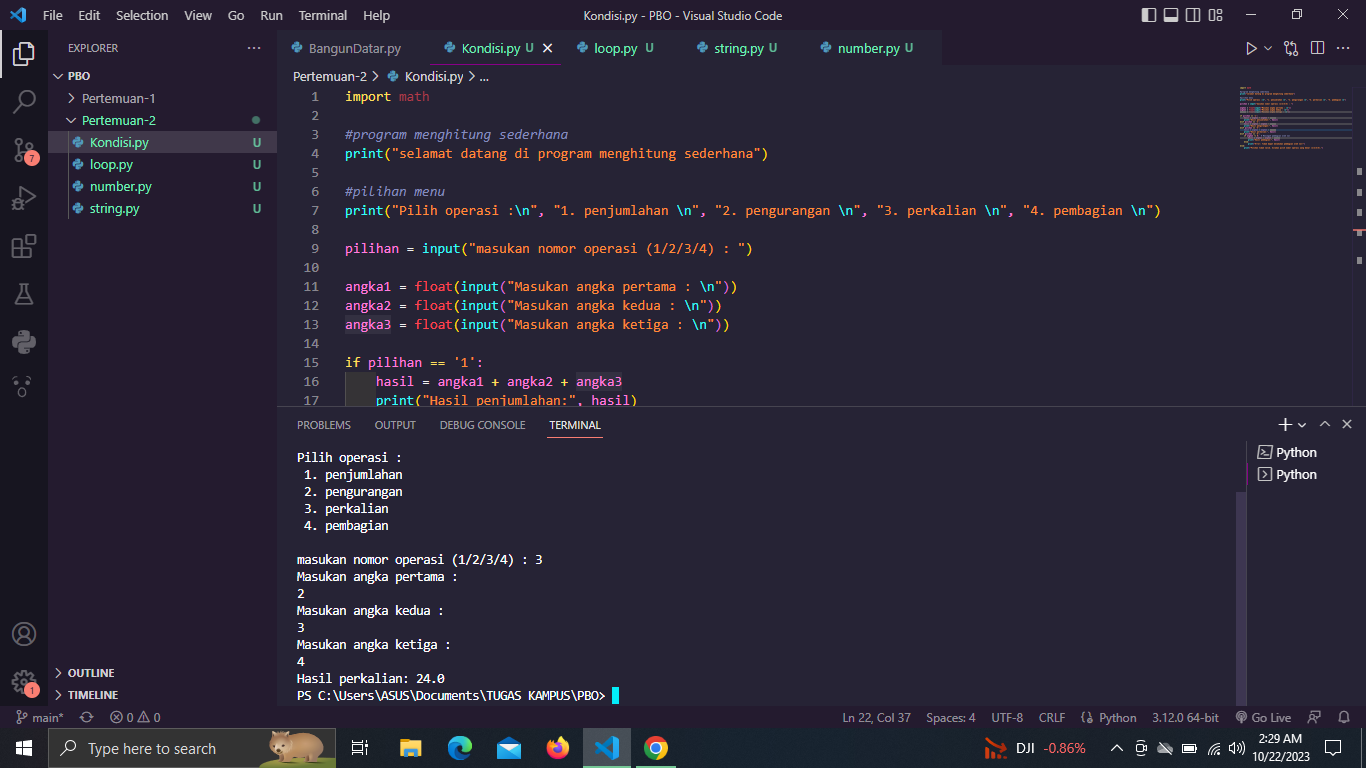 File Edit Selection View Go Run Terminal Help Kondisi.py - PBO - Visual Studio Code
EXPLORER
PBO
Pertemuan-1
Pertemuan-2
Kondisi.py U
loop.py U
number.py U
string.py U
OUTLINE
TIMELINE
7
1
BangunDatar.py Kondisi.py U loop.py U string.py U number.py U
Pertemuan-2 > Kondisi.py > ...
1 import math
2
3 #program menghitung sederhana
4 print("selamat datang di program menghitung sederhana")
5
6 #pilihan menu
7 print("Pilih operasi :\n", "1. penjumlahan \n", "2. pengurangan \n", "3. perkalian \n", "4. pembagian \n")
8
9 pilihan = input("masukan nomor operasi (1/2/3/4) : ")
10
11 angka1 = float(input("Masukan angka pertama : \n"))
12 angka2 = float(input("Masukan angka kedua : \n"))
13 angka3 = float(input("Masukan angka ketiga : \n"))
14
15 if pilihan == '1':
16 hasil = angka1 + angka2 + angka3
17 print("Hasil penjumlahan:", hasil)
PROBLEMS OUTPUT DEBUG CONSOLE TERMINAL
Pilih operasi :
1. penjumlahan
2. pengurangan
3. perkalian
4. pembagian
masukan nomor operasi (1/2/3/4) : 3
Masukan angka pertama :
2
Masukan angka kedua :
3
Masukan angka ketiga :
4
Hasil perkalian: 24.0
PS C:\Users\ASUS\Documents\TUGAS KAMPUS\PBO>
Python
Python
main* 0 0 Ln 22, Col 37 Spaces: 4 UTF-8 CRLF Python 3.12.0 64-bit Go Live
Type here to search DJI -0.86% 2:29 AM
10/22/2023